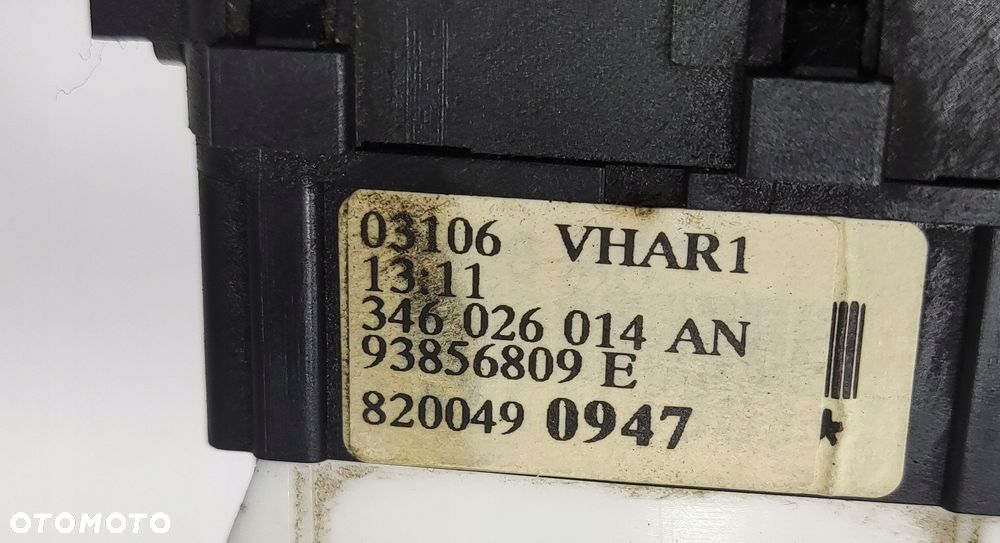 03106 VHAR1
13:11
346 026 014 AN
93856809 E
820049 0947
OTOMOTO